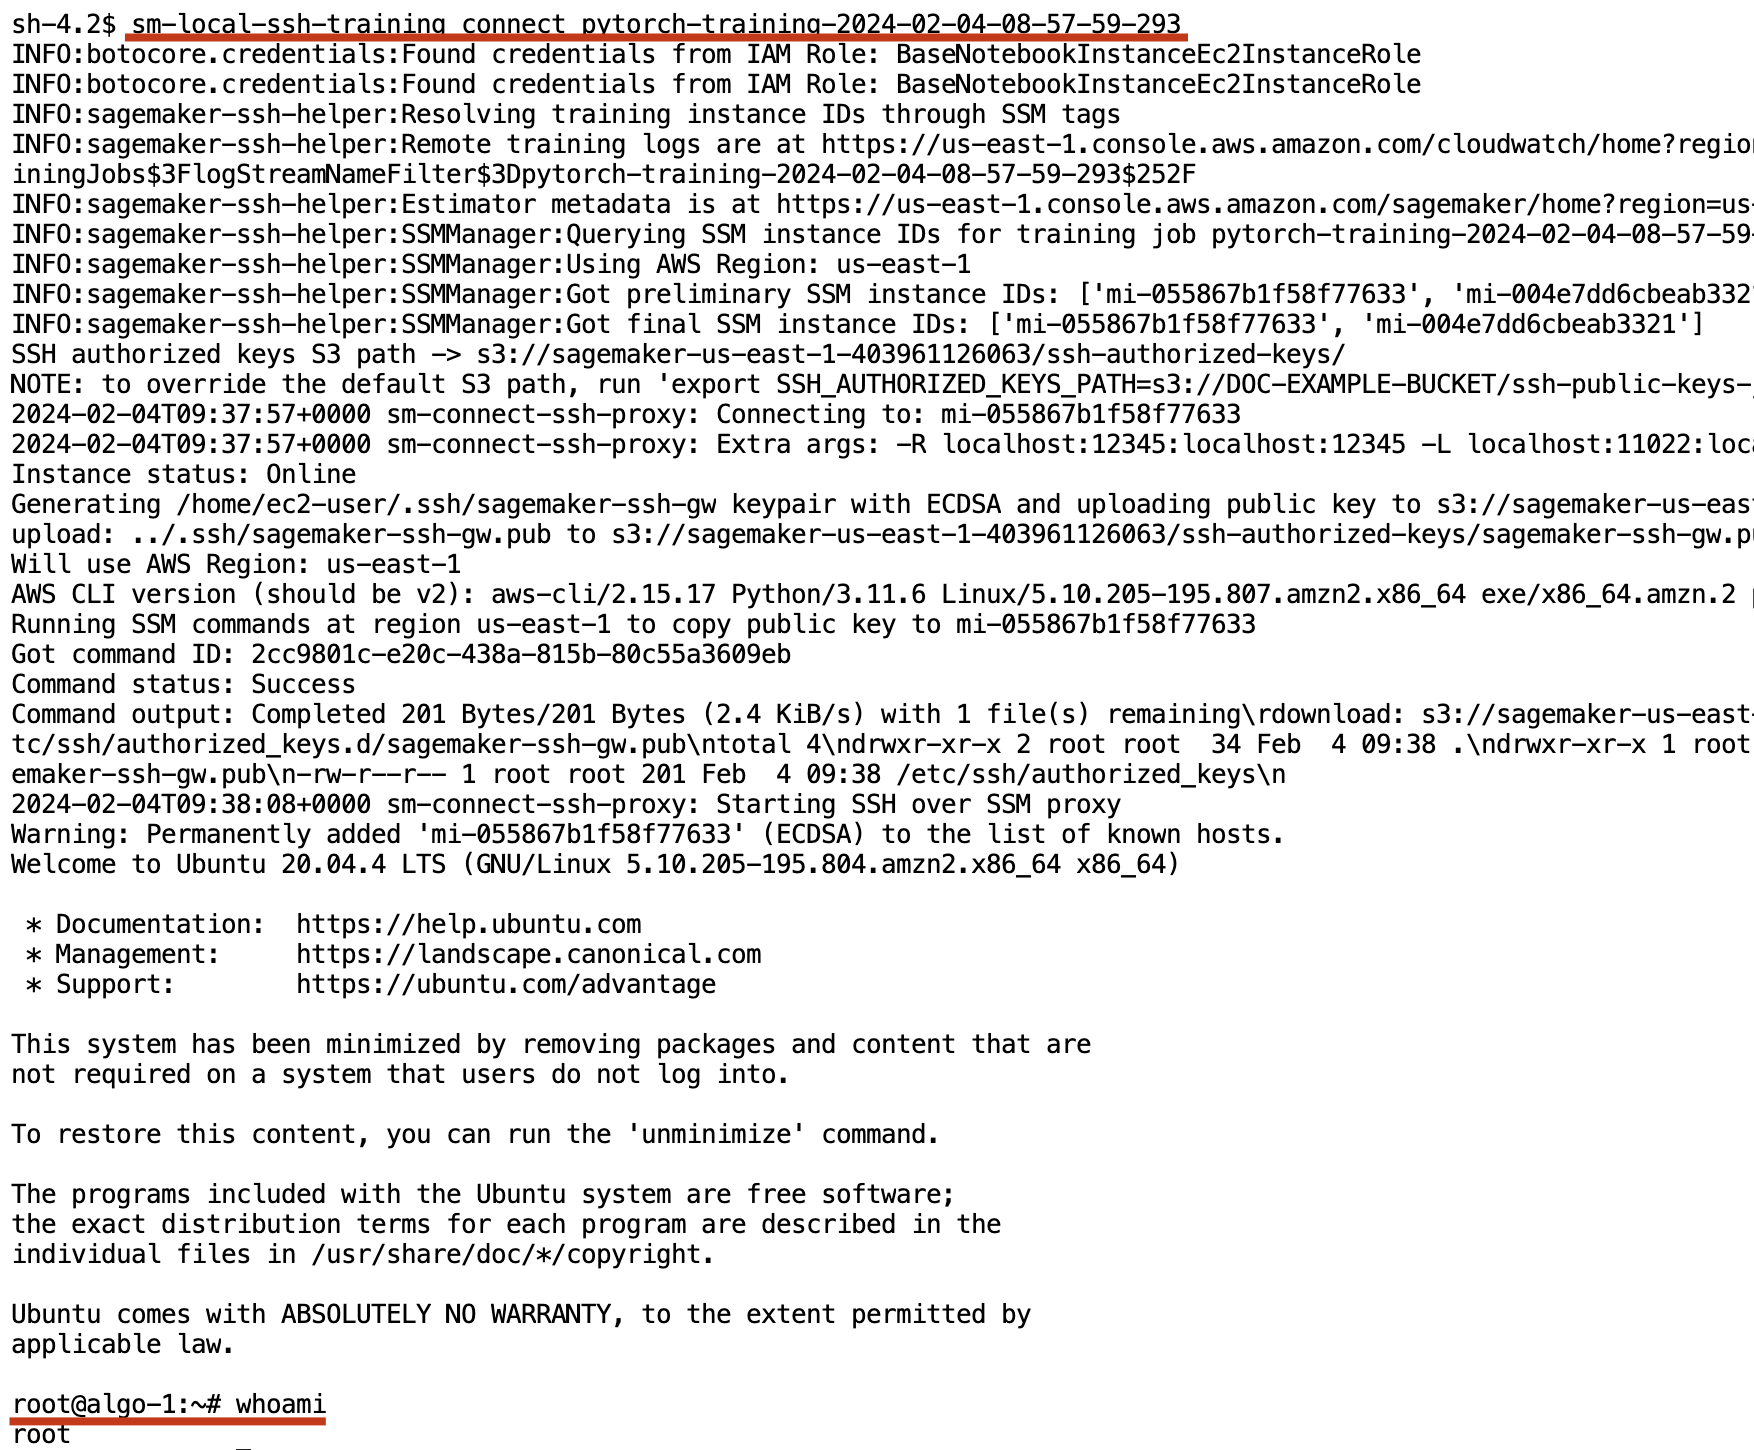 sh-4.2$ sm-local-ssh-training connect pytorch-training-2024-02-04-08-57-59-293
INFO:botocore.credentials:Found credentials from IAM Role: BaseNotebookInstanceEc2InstanceRole
INFO:botocore.credentials:Found credentials from IAM Role: BaseNotebookInstanceEc2InstanceRole
INFO:sagemaker-ssh-helper:Resolving training instance IDs through SSM tags
INFO:sagemaker-ssh-helper:Remote training logs are at https://us-east-1.console.aws.amazon.com/cloudwatch/home?regio
iningJobs$3FlogStreamNameFilter$3Dpytorch-training-2024-02-04-08-57-59-293$252F
INFO:sagemaker-ssh-helper:Estimator metadata is at https://us-east-1.console.aws.amazon.com/sagemaker/home?region=us-
INFO:sagemaker-ssh-helper:SSMManager:Querying SSM instance IDs for training job pytorch-training-2024-02-04-08-57-59-
INFO:sagemaker-ssh-helper:SSMManager:Using AWS Region: us-east-1
INFO:sagemaker-ssh-helper:SSMManager:Got preliminary SSM instance IDs: ['mi-055867b1f58f77633', 'mi-004e7dd6cbeab332
INFO:sagemaker-ssh-helper:SSMManager:Got final SSM instance IDs: ['mi-055867b1f58f77633', 'mi-004e7dd6cbeab3321']
SSH authorized keys S3 path -> s3://sagemaker-us-east-1-403961126063/ssh-authorized-keys/
NOTE: to override the default S3 path, run 'export SSH_AUTHORIZED_KEYS_PATH=s3://DOC-EXAMPLE-BUCKET/ssh-public-keys-
2024-02-04T09:37:57+0000 sm-connect-ssh-proxy: Connecting to: mi-055867b1f58f77633
2024-02-04T09:37:57+0000 sm-connect-ssh-proxy: Extra args: -R localhost:12345:localhost:12345 -L localhost:11022:loca
Instance status: Online
Generating /home/ec2-user/.ssh/sagemaker-ssh-gw keypair with ECDSA and uploading public key to s3://sagemaker-us-eas
upload: ../.ssh/sagemaker-ssh-gw.pub to s3://sagemaker-us-east-1-403961126063/ssh-authorized-keys/sagemaker-ssh-gw.pu
Will use AWS Region: us-east-1
AWS CLI version (should be v2): aws-cli/2.15.17 Python/3.11.6 Linux/5.10.205-195.807.amzn2.x86_64 exe/x86_64.amzn.2 p
Running SSM commands at region us-east-1 to copy public key to mi-055867b1f58f77633
Got command ID: 2cc9801c-e20c-438a-815b-80c55a3609eb
Command status: Success
Command output: Completed 201 Bytes/201 Bytes (2.4 KiB/s) with 1 file(s) remaining\rdownload: s3://sagemaker-us-east-
tc/ssh/authorized_keys.d/sagemaker-ssh-gw.pub\ntotal 4\ndrwxr-xr-x 2 root root  34 Feb  4 09:38 .\ndrwxr-xr-x 1 root
emaker-ssh-gw.pub\n-rw-r--r-- 1 root root 201 Feb  4 09:38 /etc/ssh/authorized_keys\n
2024-02-04T09:38:08+0000 sm-connect-ssh-proxy: Starting SSH over SSM proxy
Warning: Permanently added 'mi-055867b1f58f77633' (ECDSA) to the list of known hosts.
Welcome to Ubuntu 20.04.4 LTS (GNU/Linux 5.10.205-195.804.amzn2.x86_64 x86_64)
 * Documentation:  https://help.ubuntu.com
 * Management:     https://landscape.canonical.com
 * Support:        https://ubuntu.com/advantage
This system has been minimized by removing packages and content that are
not required on a system that users do not log into.
To restore this content, you can run the 'unminimize' command.
The programs included with the Ubuntu system are free software;
the exact distribution terms for each program are described in the
individual files in /usr/share/doc/*/copyright.
Ubuntu comes with ABSOLUTELY NO WARRANTY, to the extent permitted by
applicable law.
root@algo-1:~# whoami
root